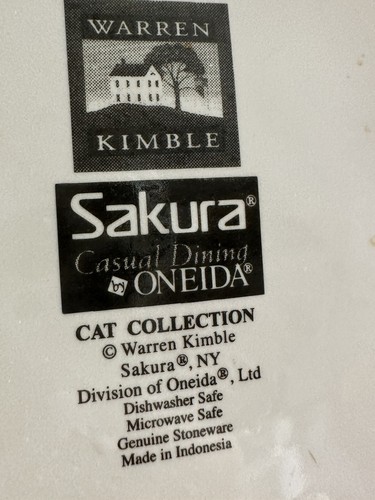 WARREN
KIMBLE
Sakura®
Casual Dining
by ONEIDA®
CAT COLLECTION
© Warren Kimble
Sakura®, NY
Division of Oneida®, Ltd
Dishwasher Safe
Microwave Safe
Genuine Stoneware
Made in Indonesia